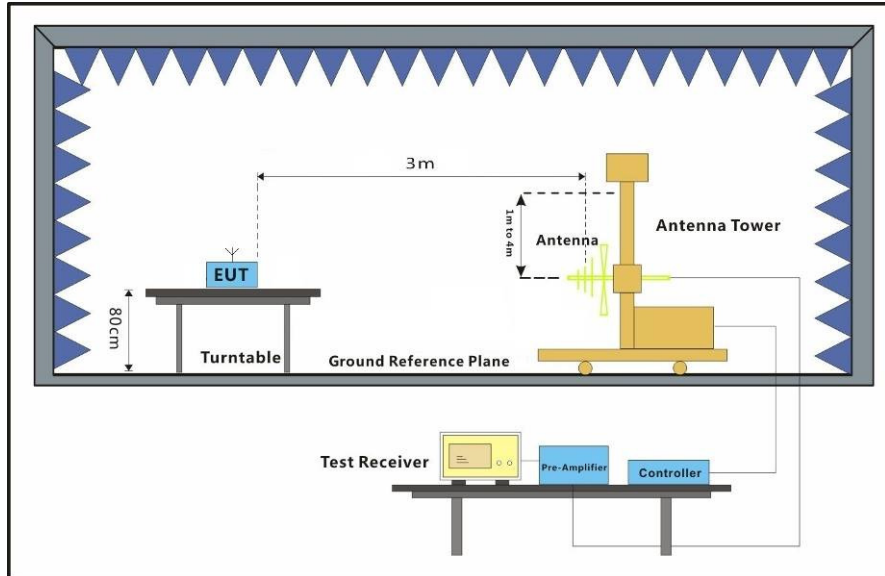 3m
1m to 4m
Antenna
Antenna Tower
EUT
80cm
Turntable
Ground Reference Plane
Test Receiver
Pre-Amplifier
Controller